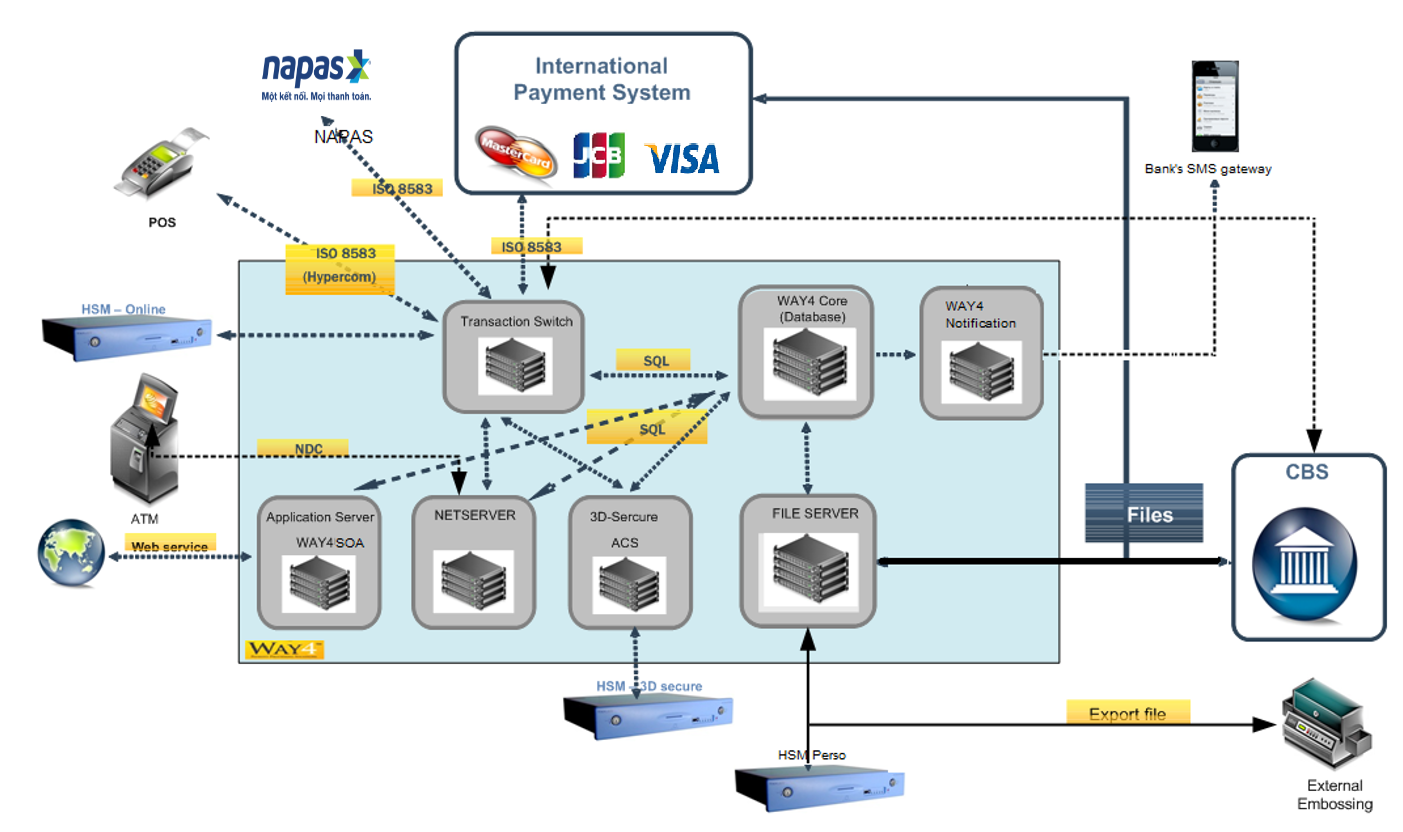 napas
Một kết nối. Mọi thanh toán.
NAPAS
International
Payment System
MasterCard
JCB
VISA
Bank's SMS gateway
POS
ISO 8583
ISO 8583
ISO 8583
(Hypercom)
HSM – Online
Transaction Switch
WAY4 Core
(Database)
WAY4
Notification
SQL
SQL
NDC
ATM
CBS
Files
Application Server
WAY4 SOA
NETSERVER
3D-Sercure
ACS
FILE SERVER
Web service
WAY4
HSM – 3D secure
Export file
HSM Perso
External
Embossing